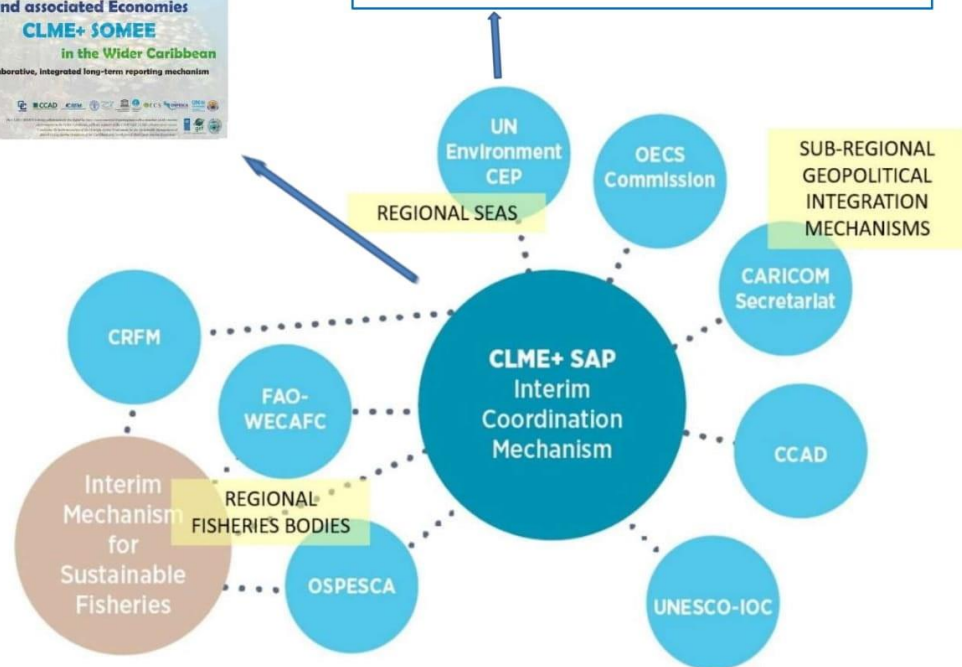 nd associated Economies
CLME+ SOMEE
in the Wider Caribbean
aborative, integrated long-term reporting mechanism
CCAD
UN
Environment
CEP
OECS
Commission
SUB-REGIONAL
GEOPOLITICAL
INTEGRATION
MECHANISMS
REGIONAL SEAS
CARICOM
Secretariat
CRFM
CLME+ SAP
Interim
Coordination
Mechanism
FAO-
WECAFC
CCAD
Interim
Mechanism
for
Sustainable
Fisheries
REGIONAL
FISHERIES BODIES
OSPESCA
UNESCO-IOC